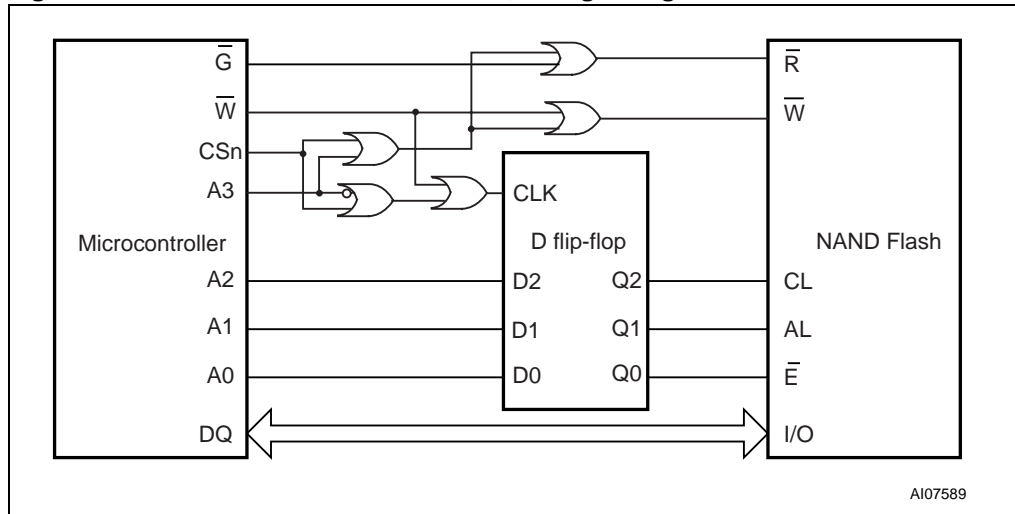 G̅
W̅
CSn
A3
Microcontroller
A2
A1
A0
DQ
CLK
D flip-flop
D2 Q2
D1 Q1
D0 Q0
R̅
W̅
NAND Flash
CL
AL
E̅
I/O
AI07589